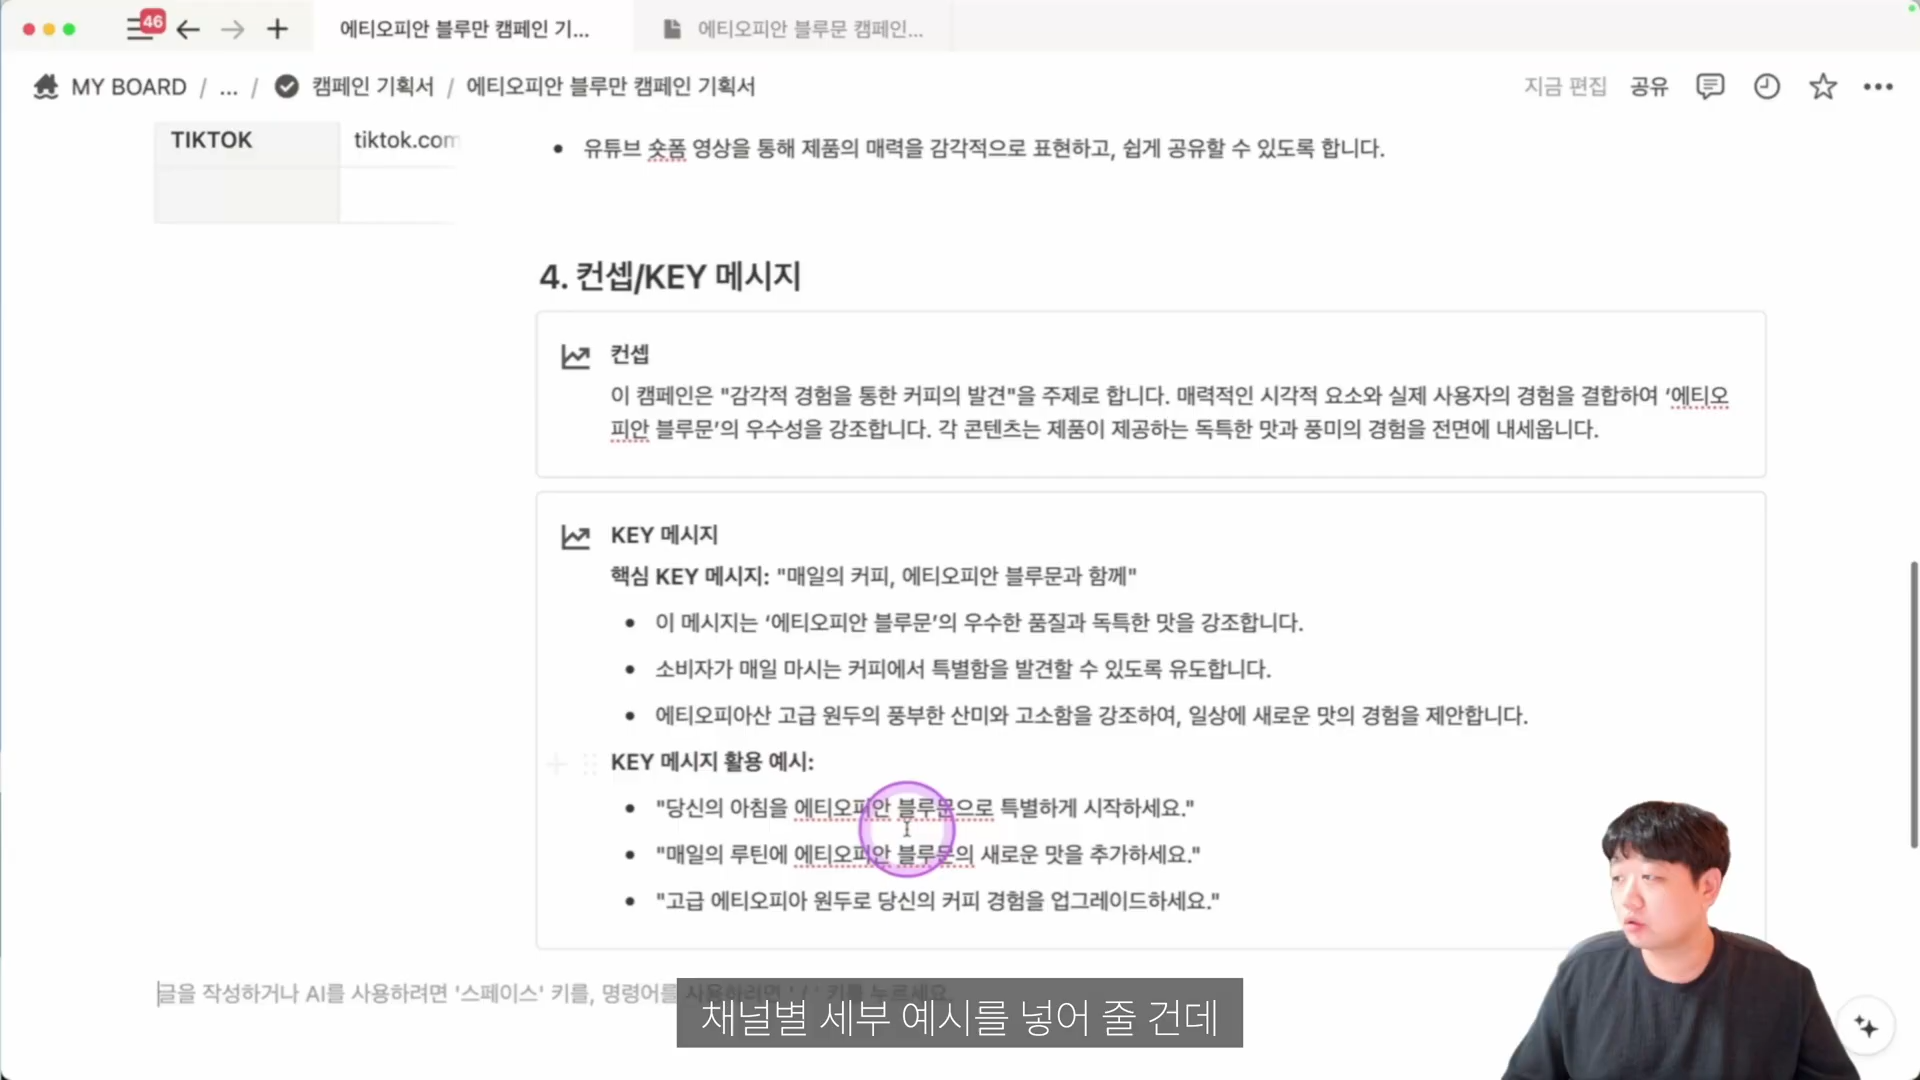 46
에티오피안 블루만 캠페인 기...
에티오피안 블루문 캠페인...
MY BOARD / ... / 캠페인 기획서 / 에티오피안 블루만 캠페인 기획서
지금 편집
공유
TIKTOK
tiktok.com
유튜브 숏폼 영상을 통해 제품의 매력을 감각적으로 표현하고, 쉽게 공유할 수 있도록 합니다.
4. 컨셉/KEY 메시지
컨셉
이 캠페인은 "감각적 경험을 통한 커피의 발견"을 주제로 합니다. 매력적인 시각적 요소와 실제 사용자의 경험을 결합하여 ‘에티오
피안 블루문’의 우수성을 강조합니다. 각 콘텐츠는 제품이 제공하는 독특한 맛과 풍미의 경험을 전면에 내세웁니다.
KEY 메시지
핵심 KEY 메시지: "매일의 커피, 에티오피안 블루문과 함께"
이 메시지는 ‘에티오피안 블루문’의 우수한 품질과 독특한 맛을 강조합니다.
소비자가 매일 마시는 커피에서 특별함을 발견할 수 있도록 유도합니다.
에티오피아산 고급 원두의 풍부한 산미와 고소함을 강조하여, 일상에 새로운 맛의 경험을 제안합니다.
KEY 메시지 활용 예시:
"당신의 아침을 에티오피안 블루문으로 특별하게 시작하세요."
"매일의 루틴에 에티오피안 블루문의 새로운 맛을 추가하세요."
"고급 에티오피아 원두로 당신의 커피 경험을 업그레이드하세요."
글을 작성하거나 AI를 사용하려면 '스페이스' 키를, 명령어를 사용하려면 '/' 키를 누르세요.
채널별 세부 예시를 넣어 줄 건데